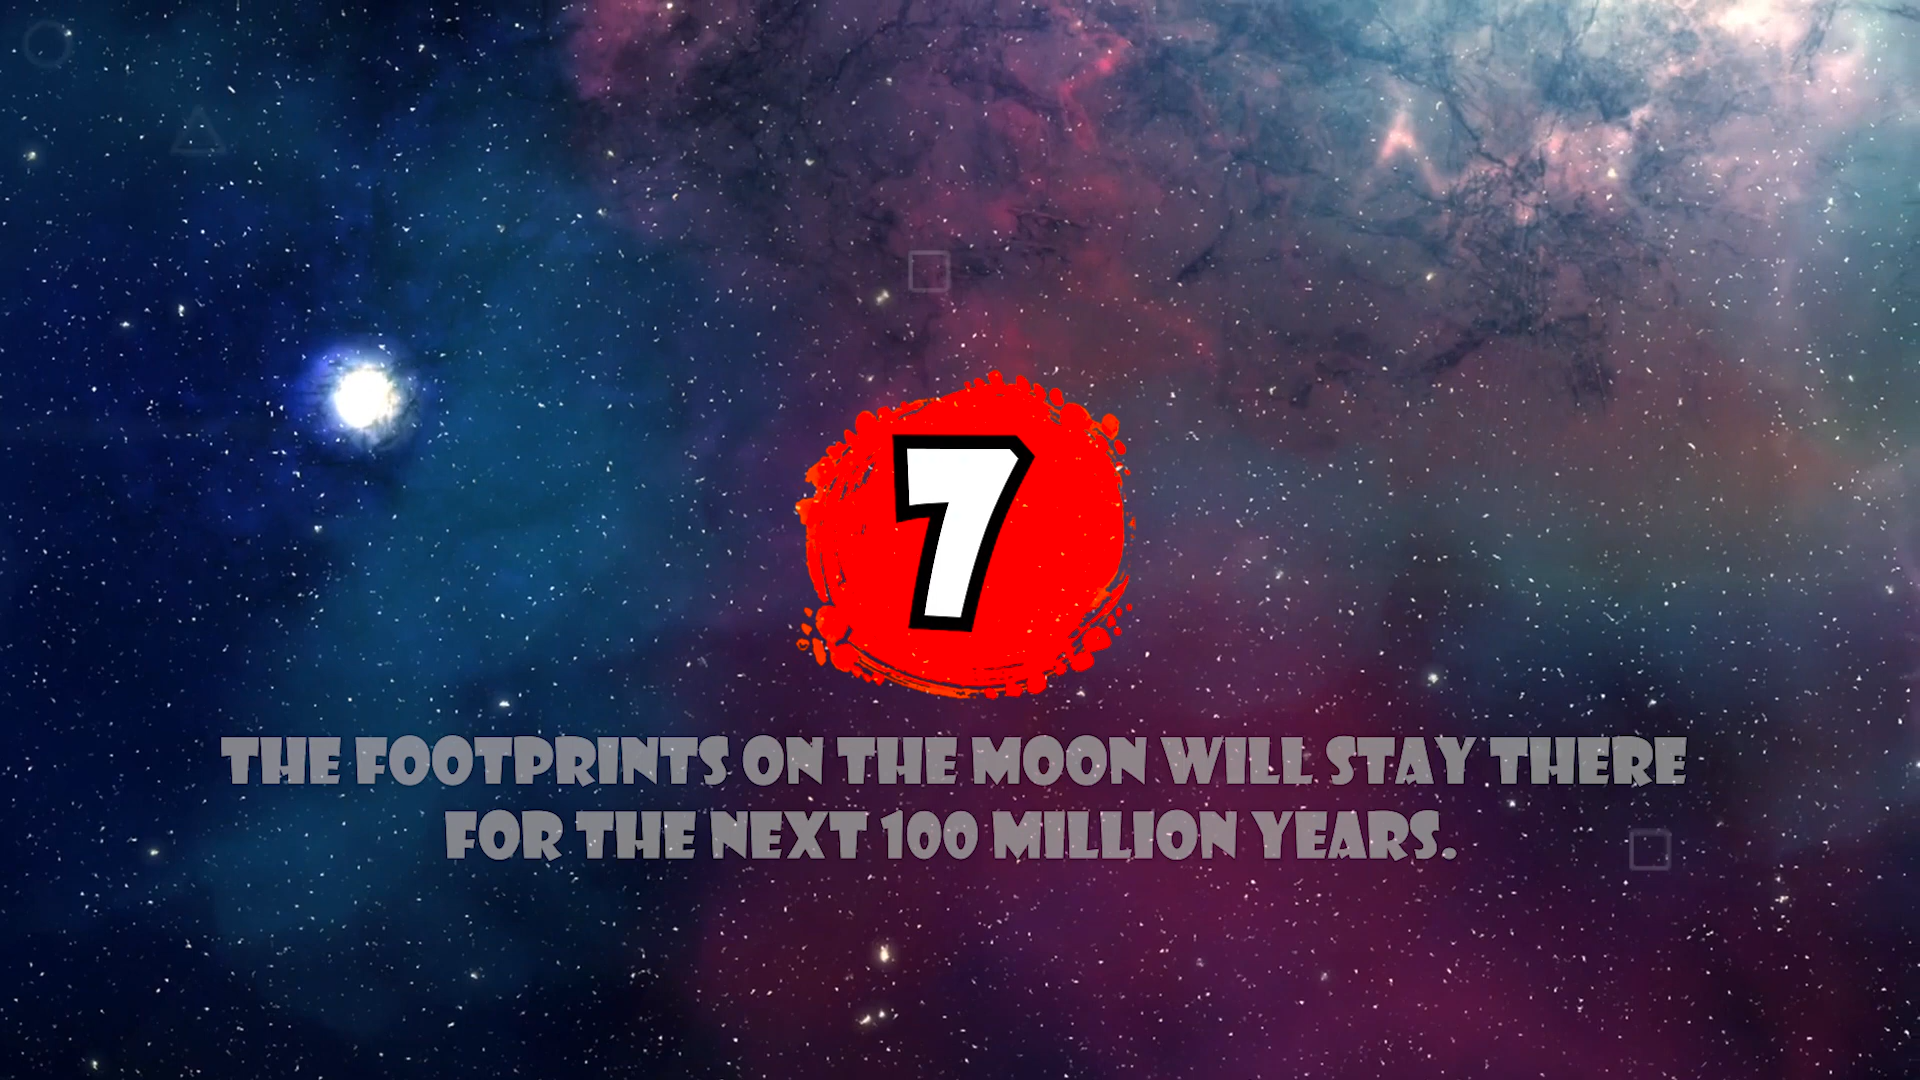 7
THE FOOTPRINTS ON THE MOON WILL STAY THERE
FOR THE NEXT 100 MILLION YEARS.